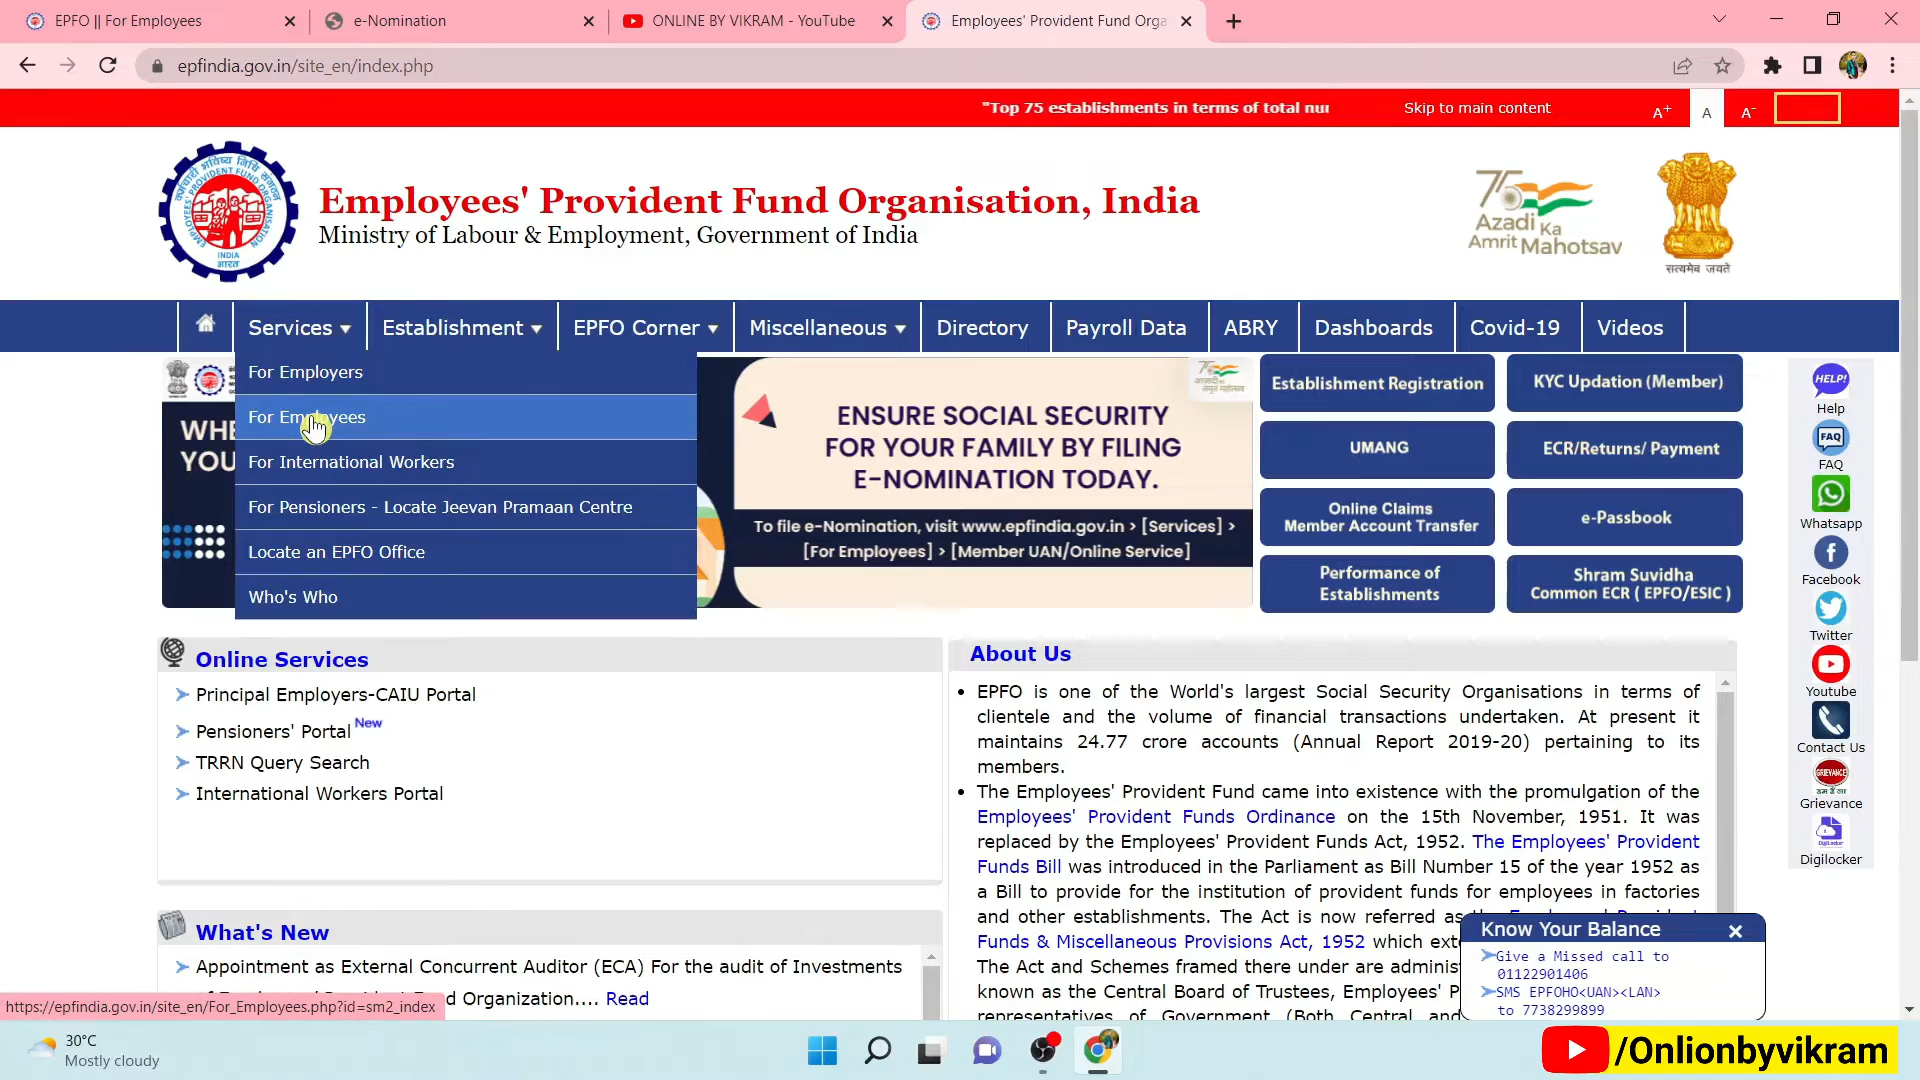 EPFO || For Employees
e-Nomination
ONLINE BY VIKRAM - YouTube
Employees' Provident Fund Orga
epfindia.gov.in/site_en/index.php
"Top 75 establishments in terms of total nu
Skip to main content
A+
A
A-
Employees' Provident Fund Organisation, India
Ministry of Labour & Employment, Government of India
INDIA
भारत
75
Azadi Ka
Amrit Mahotsav
सत्यमेव जयते
Services
Establishment
EPFO Corner
Miscellaneous
Directory
Payroll Data
ABRY
Dashboards
Covid-19
Videos
For Employers
For Employees
For International Workers
For Pensioners - Locate Jeevan Pramaan Centre
Locate an EPFO Office
Who's Who
WHE
YOU
ENSURE SOCIAL SECURITY
FOR YOUR FAMILY BY FILING
E-NOMINATION TODAY.
To file e-Nomination, visit www.epfindia.gov.in > [Services] >
[For Employees] > [Member UAN/Online Service]
Establishment Registration
KYC Updation (Member)
UMANG
ECR/Returns/ Payment
Online Claims
Member Account Transfer
e-Passbook
Performance of
Establishments
Shram Suvidha
Common ECR ( EPFO/ESIC )
HELP!
Help
FAQ
FAQ
Whatsapp
Facebook
Twitter
Youtube
Contact Us
GRIEVANCE
Grievance
DigiLocker
Digilocker
Online Services
Principal Employers-CAIU Portal
Pensioners' Portal New
TRRN Query Search
International Workers Portal
What's New
Appointment as External Concurrent Auditor (ECA) For the audit of Investments
d Organization.... Read
About Us
EPFO is one of the World's largest Social Security Organisations in terms of
clientele and the volume of financial transactions undertaken. At present it
maintains 24.77 crore accounts (Annual Report 2019-20) pertaining to its
members.
The Employees' Provident Fund came into existence with the promulgation of the
Employees' Provident Funds Ordinance on the 15th November, 1951. It was
replaced by the Employees' Provident Funds Act, 1952. The Employees' Provident
Funds Bill was introduced in the Parliament as Bill Number 15 of the year 1952 as
a Bill to provide for the institution of provident funds for employees in factories
and other establishments. The Act is now referred as
Funds & Miscellaneous Provisions Act, 1952 which exte
The Act and Schemes framed there under are adminis
known as the Central Board of Trustees, Employees' P
representatives of Government (Both Central and
Know Your Balance
Give a Missed call to
01122901406
SMS EPFOHO<UAN><LAN>
to 7738299899
https://epfindia.gov.in/site_en/For_Employees.php?id=sm2_index
30°C
Mostly cloudy
/Onlionbyvikram